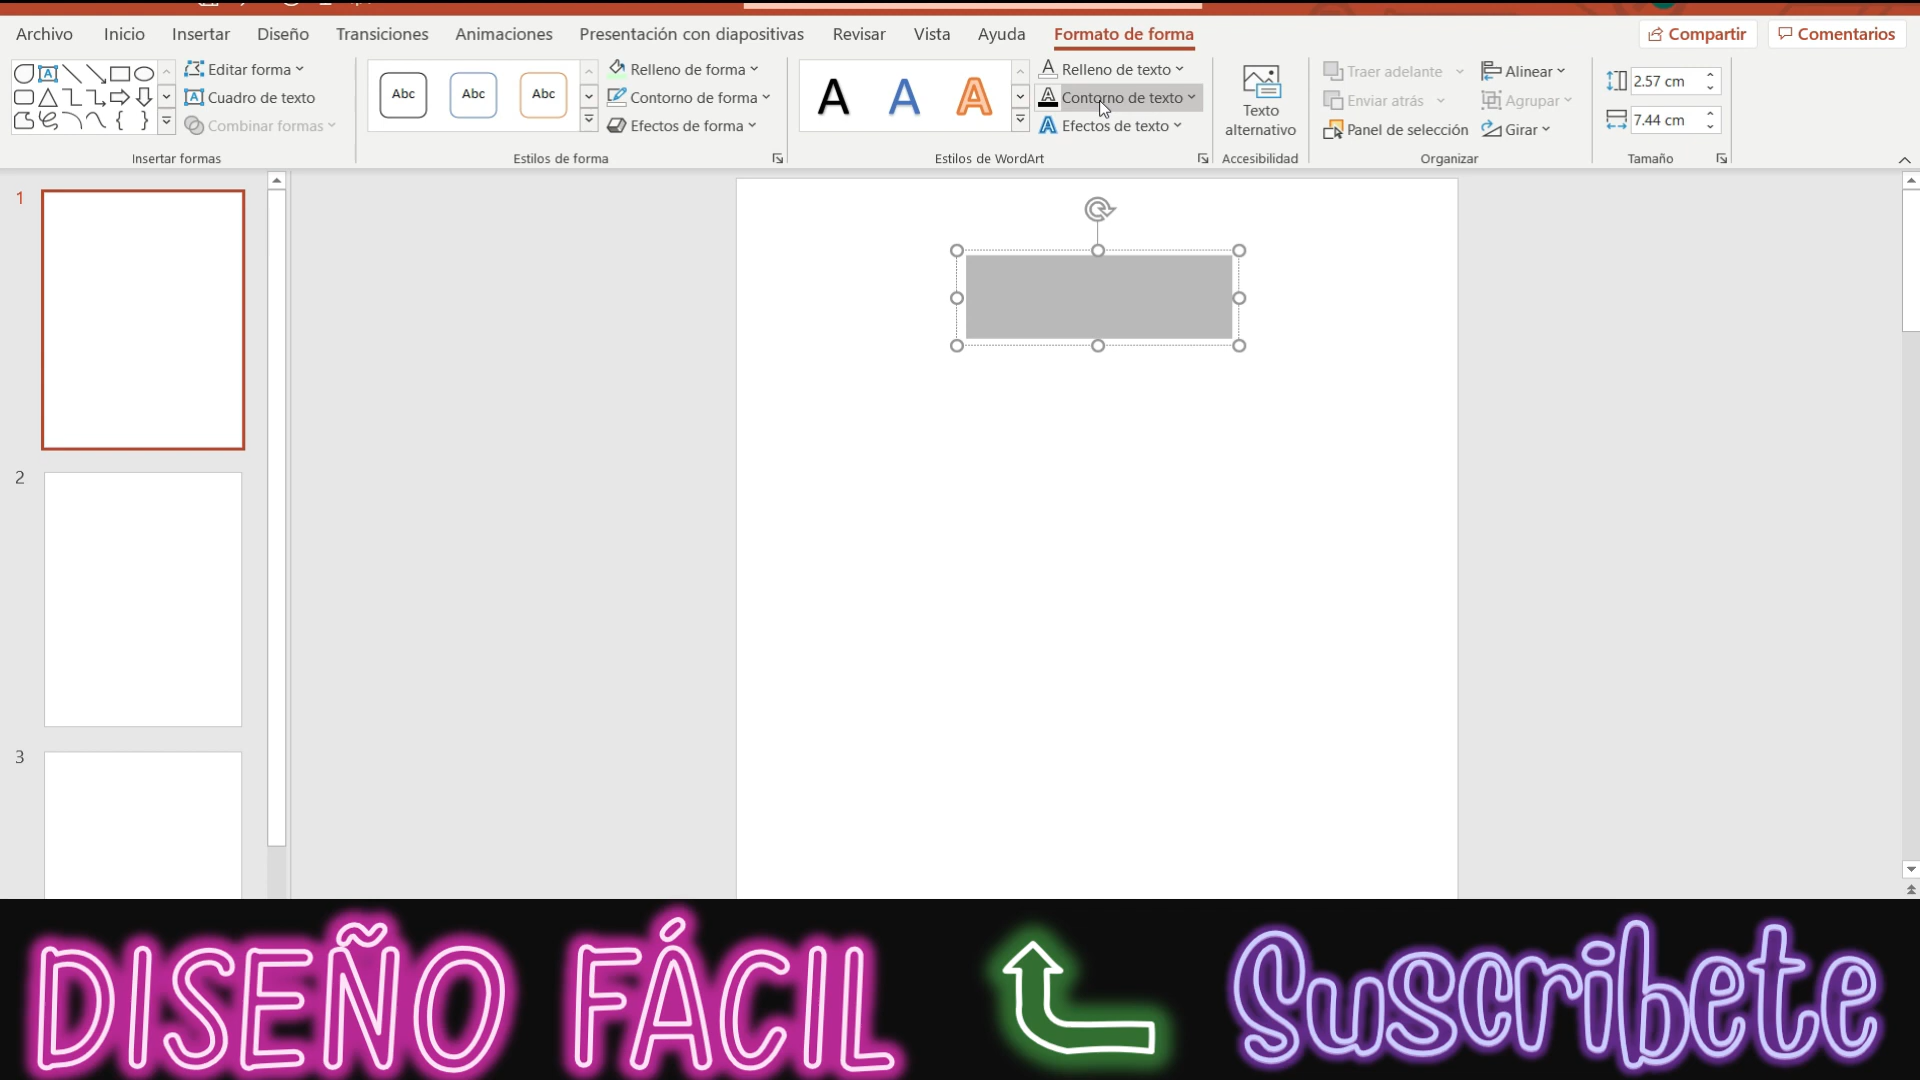 Archivo Inicio Insertar Diseño Transiciones Animaciones Presentación con diapositivas Revisar Vista Ayuda Formato de forma Compartir Comentarios
Editar forma
Cuadro de texto
Combinar formas
Insertar formas
Abc Abc Abc
Relleno de forma
Contorno de forma
Efectos de forma
Estilos de forma
A A A
Relleno de texto
Contorno de texto
Efectos de texto
Estilos de WordArt
Texto
alternativo
Accesibilidad
Traer adelante
Enviar atrás
Panel de selección
Alinear
Agrupar
Girar
Organizar
2.57 cm
7.44 cm
Tamaño
1
2
3
DISEÑO FÁCIL Suscribete